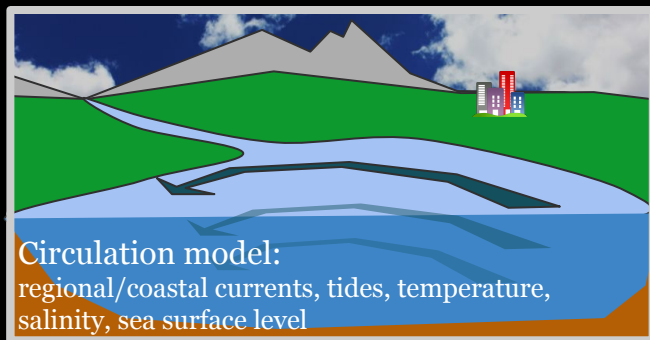 Circulation model:
regional/coastal currents, tides, temperature,
salinity, sea surface level